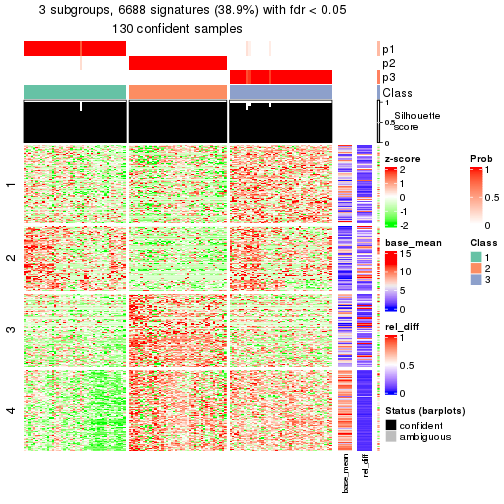 3 subgroups, 6688 signatures (38.9%) with fdr < 0.05
130 confident samples
p1
p2
p3
Class
1
0.5
0
Silhouette
score
1
2
3
4
base_mean
rel_diff
z-score
2
1
0
-1
-2
base_mean
15
10
5
0
rel_diff
1
0.5
0
Status (barplots)
confident
ambiguous
Prob
1
0.5
0
Class
1
2
3